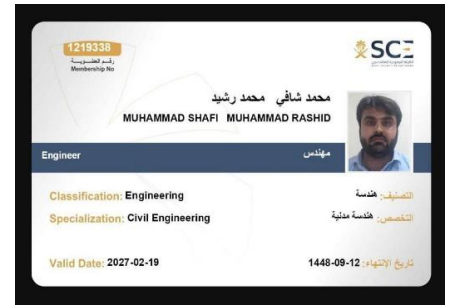 1219338
رقم العضوية
Membership No
SCE
محمد شافي محمد رشيد
MUHAMMAD SHAFI MUHAMMAD RASHID
Engineer مهندس
Classification: Engineering
التصنيف: هندسة
Specialization: Civil Engineering
التخصص: هندسة مدنية
Valid Date: 2027-02-19
تاريخ الإنتهاء: 1448-09-12